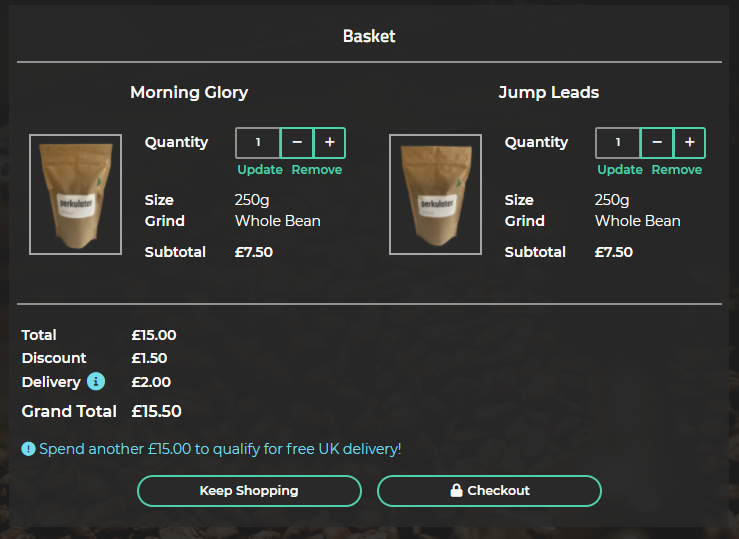 Basket
Morning Glory
Quantity 1 − +
Update Remove
perkulater
Size 250g
Grind Whole Bean
Subtotal £7.50
Jump Leads
Quantity 1 − +
Update Remove
perkulater
Size 250g
Grind Whole Bean
Subtotal £7.50
Total £15.00
Discount £1.50
Delivery i £2.00
Grand Total £15.50
! Spend another £15.00 to qualify for free UK delivery!
Keep Shopping
Checkout